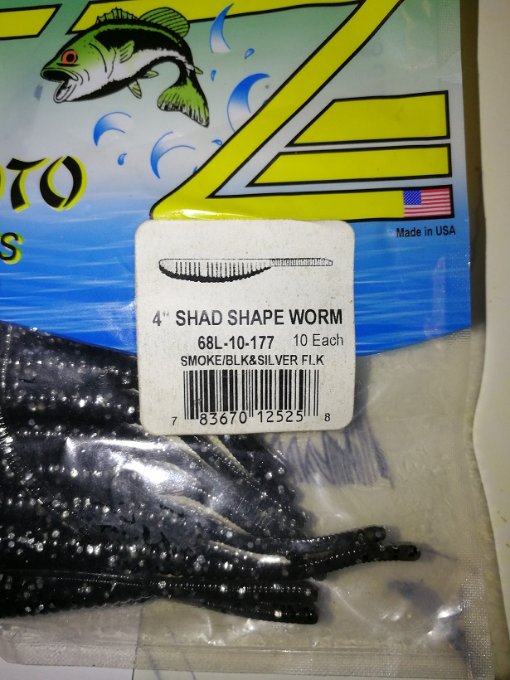 OTO
S
Made in USA
4" SHAD SHAPE WORM
68L-10-177 10 Each
SMOKE/BLK&SILVER FLK
7 83670 12525 8